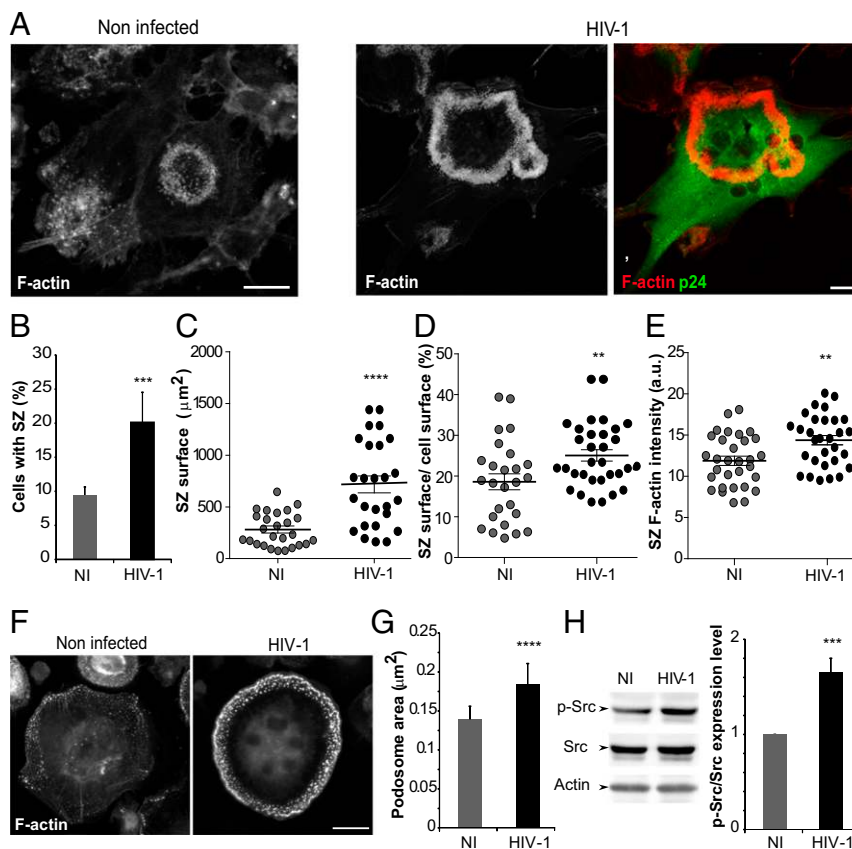 A
Non infected
HIV-1
F-actin
F-actin
,
F-actin p24
B
Cells with SZ (%)
30
25
20
15
10
5
0
***
NI
HIV-1
C
SZ surface (μm2)
2000
1500
1000
500
0
****
NI
HIV-1
D
SZ surface/ cell surface (%)
50
40
30
20
10
0
**
NI
HIV-1
E
SZ F-actin intensity (a.u.)
25
20
15
10
5
0
**
NI
HIV-1
F
Non infected
HIV-1
F-actin
G
Podosome area (μm2)
0.25
0.2
0.15
0.1
0.05
0
****
NI
HIV-1
H
NI HIV-1
p-Src
Src
Actin
p-Src/Src expression level
2
1
0
***
NI
HIV-1